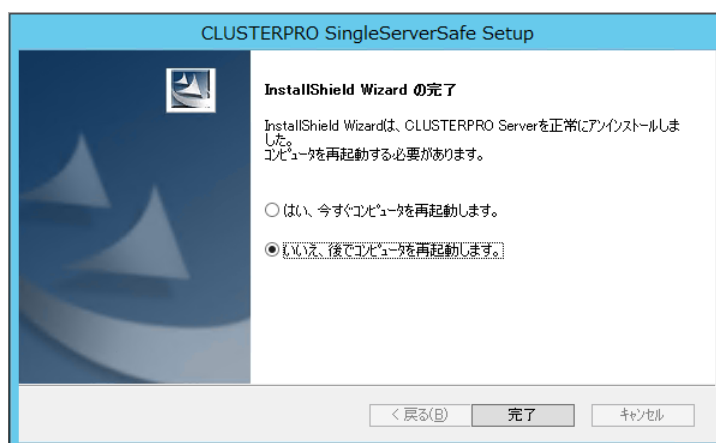 CLUSTERPRO SingleServerSafe Setup
InstallShield Wizard の完了
InstallShield Wizardは、CLUSTERPRO Serverを正常にアンインストールしま
した。
コンピュータを再起動する必要があります。
はい、今すぐコンピュータを再起動します。
いいえ、後でコンピュータを再起動します。
< 戻る(B)
完了
キャンセル